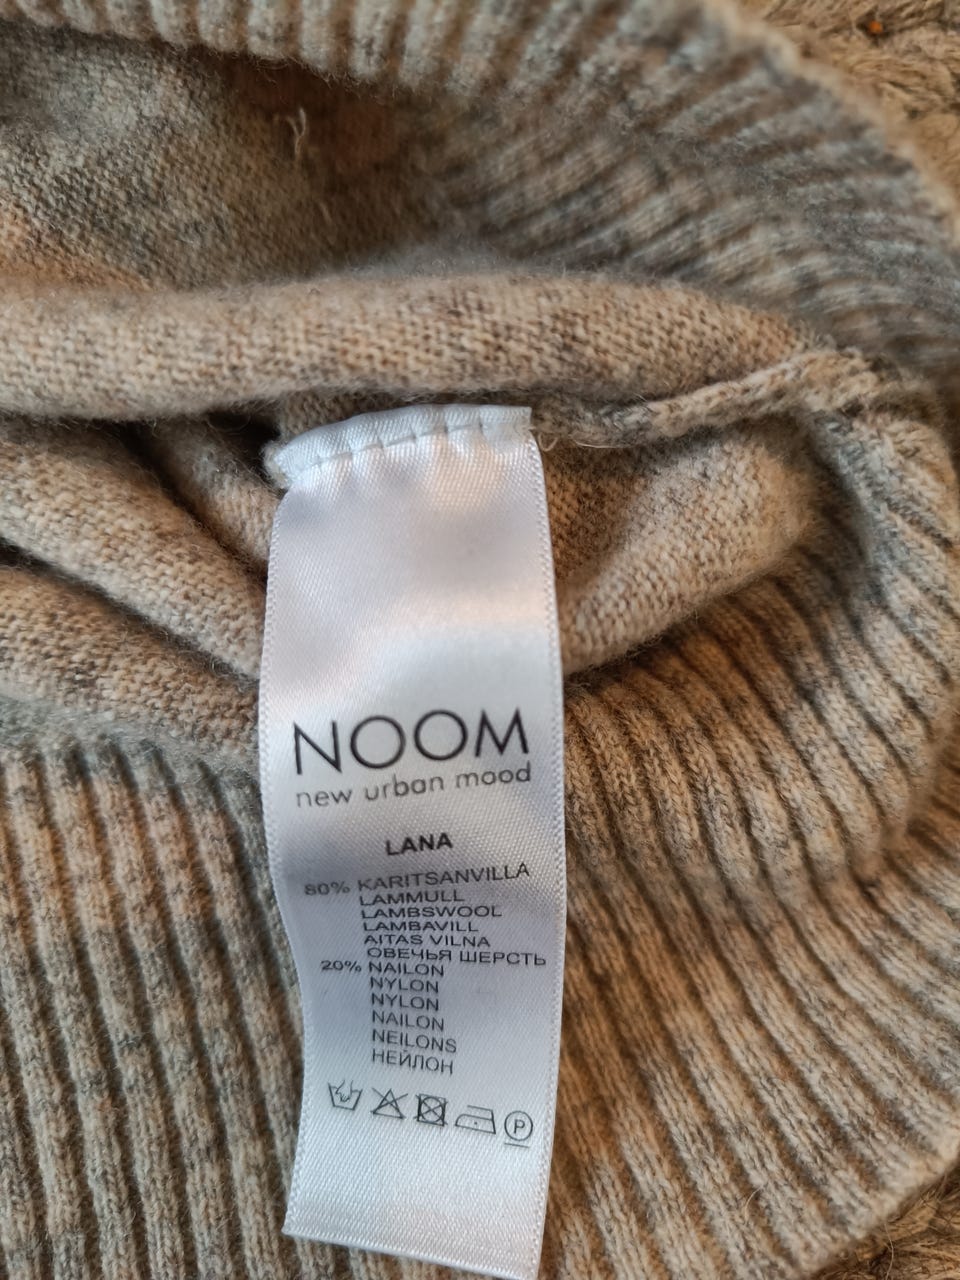 NOOM
new urban mood
LANA
80% KARITSANVILLA
LAMMULL
LAMBSWOOL
LAMBAVILL
AITAS VILNA
ОВЕЧЬЯ ШЕРСТЬ
20% NAILON
NYLON
NYLON
NAILON
NEILONS
НЕЙЛОН
P